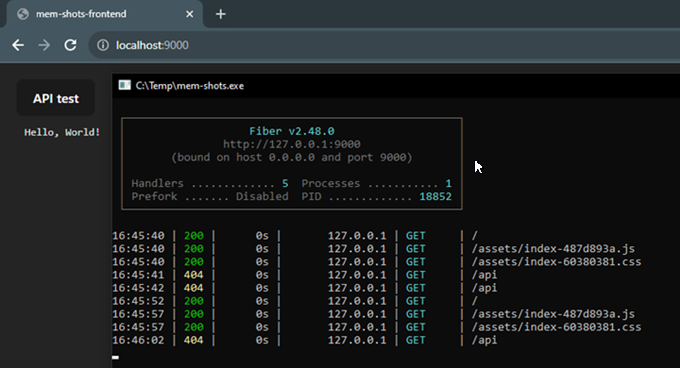 mem-shots-frontend
localhost:9000
API test
Hello, World!
C:\Temp\mem-shots.exe
Fiber v2.48.0
http://127.0.0.1:9000
(bound on host 0.0.0.0 and port 9000)
Handlers ............. 5 Processes ........... 1
Prefork ....... Disabled PID ............. 18852
16:45:40 | 200 | 0s | 127.0.0.1 | GET | /
16:45:40 | 200 | 0s | 127.0.0.1 | GET | /assets/index-487d893a.js
16:45:40 | 200 | 0s | 127.0.0.1 | GET | /assets/index-60380381.css
16:45:41 | 404 | 0s | 127.0.0.1 | GET | /api
16:45:42 | 404 | 0s | 127.0.0.1 | GET | /api
16:45:52 | 200 | 0s | 127.0.0.1 | GET | /
16:45:57 | 200 | 0s | 127.0.0.1 | GET | /assets/index-487d893a.js
16:45:57 | 200 | 0s | 127.0.0.1 | GET | /assets/index-60380381.css
16:46:02 | 404 | 0s | 127.0.0.1 | GET | /api